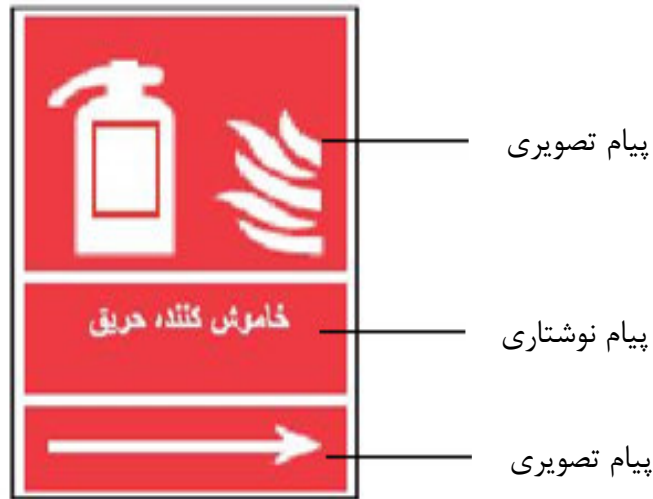 پیام تصویری
خاموش کننده حریق
پیام نوشتاری
پیام تصویری